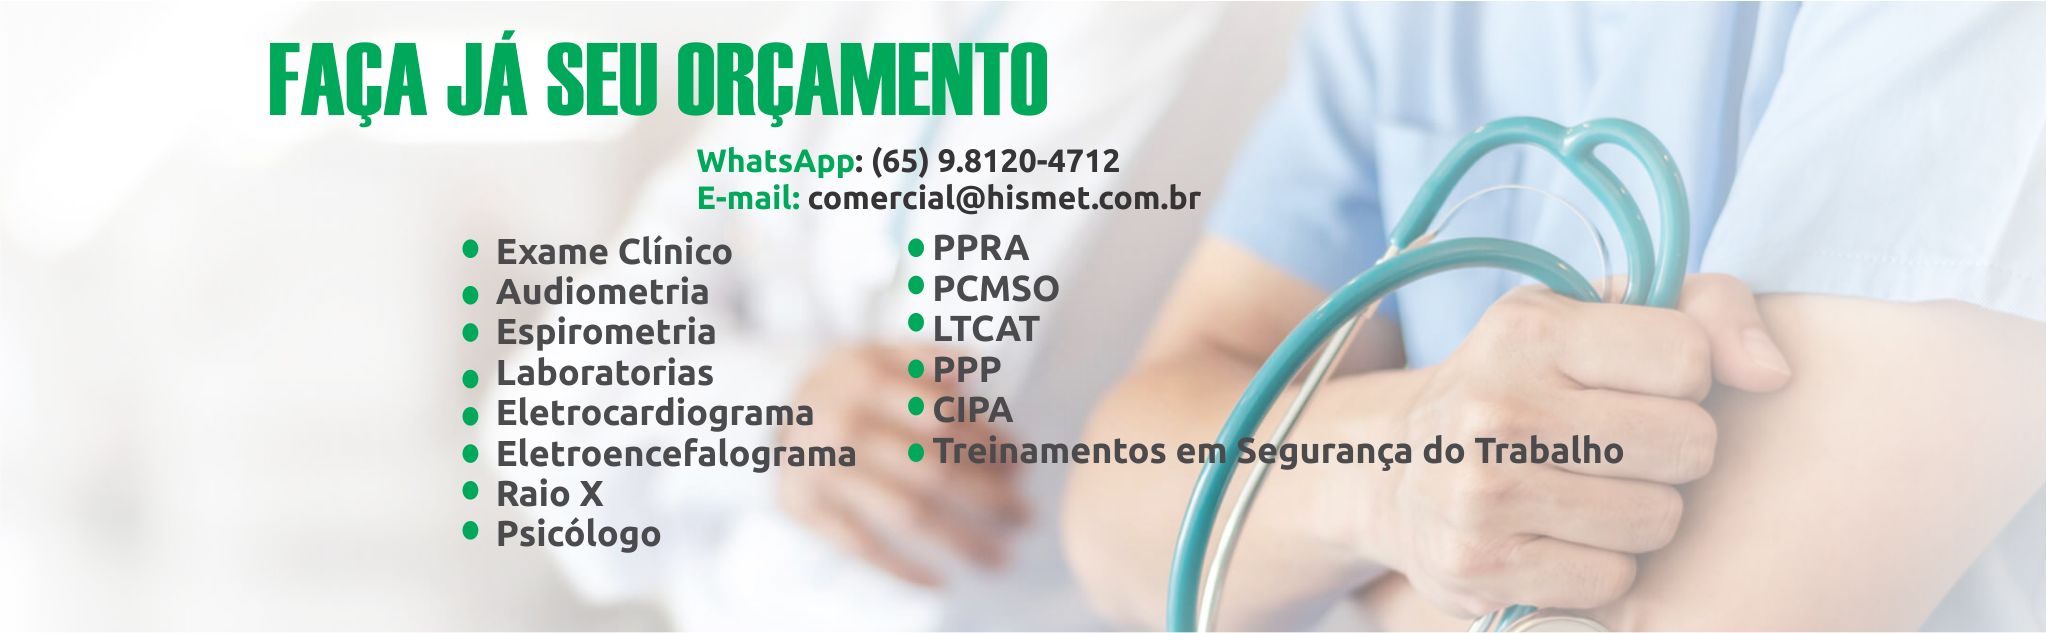 FAÇA JÁ SEU ORÇAMENTO
WhatsApp: (65) 9.8120-4712
E-mail: comercial@hismet.com.br
Exame Clínico
Audiometria
Espirometria
Laboratorias
Eletrocardiograma
Eletroencefalograma
Raio X
Psicólogo
PPRA
PCMSO
LTCAT
PPP
CIPA
Treinamentos em Segurança do Trabalho